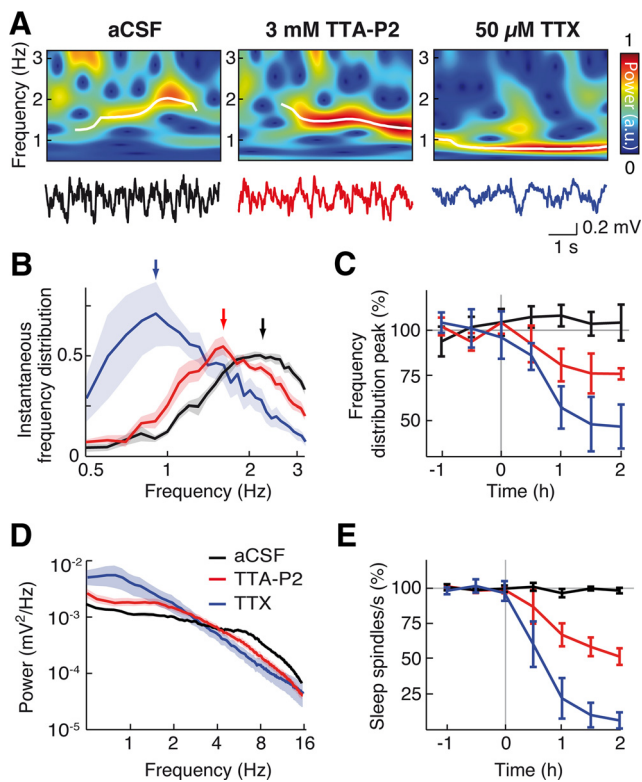 A
aCSF
3 mM TTA-P2
50 µM TTX
Frequency (Hz)
3
2
1
3
2
1
3
2
1
1
Power (a.u.)
0
0.2 mV
1 s
B
Instantaneous
frequency distribution
0.5
0
0.5
1
2
3
Frequency (Hz)
C
Frequency
distribution peak (%)
100
75
50
-1
0
1
2
Time (h)
D
Power (mV²/Hz)
10⁻²
10⁻³
10⁻⁴
10⁻⁵
aCSF
TTA-P2
TTX
1
2
4
8
16
Frequency (Hz)
E
Sleep spindles/s (%)
100
75
50
25
-1
0
1
2
Time (h)